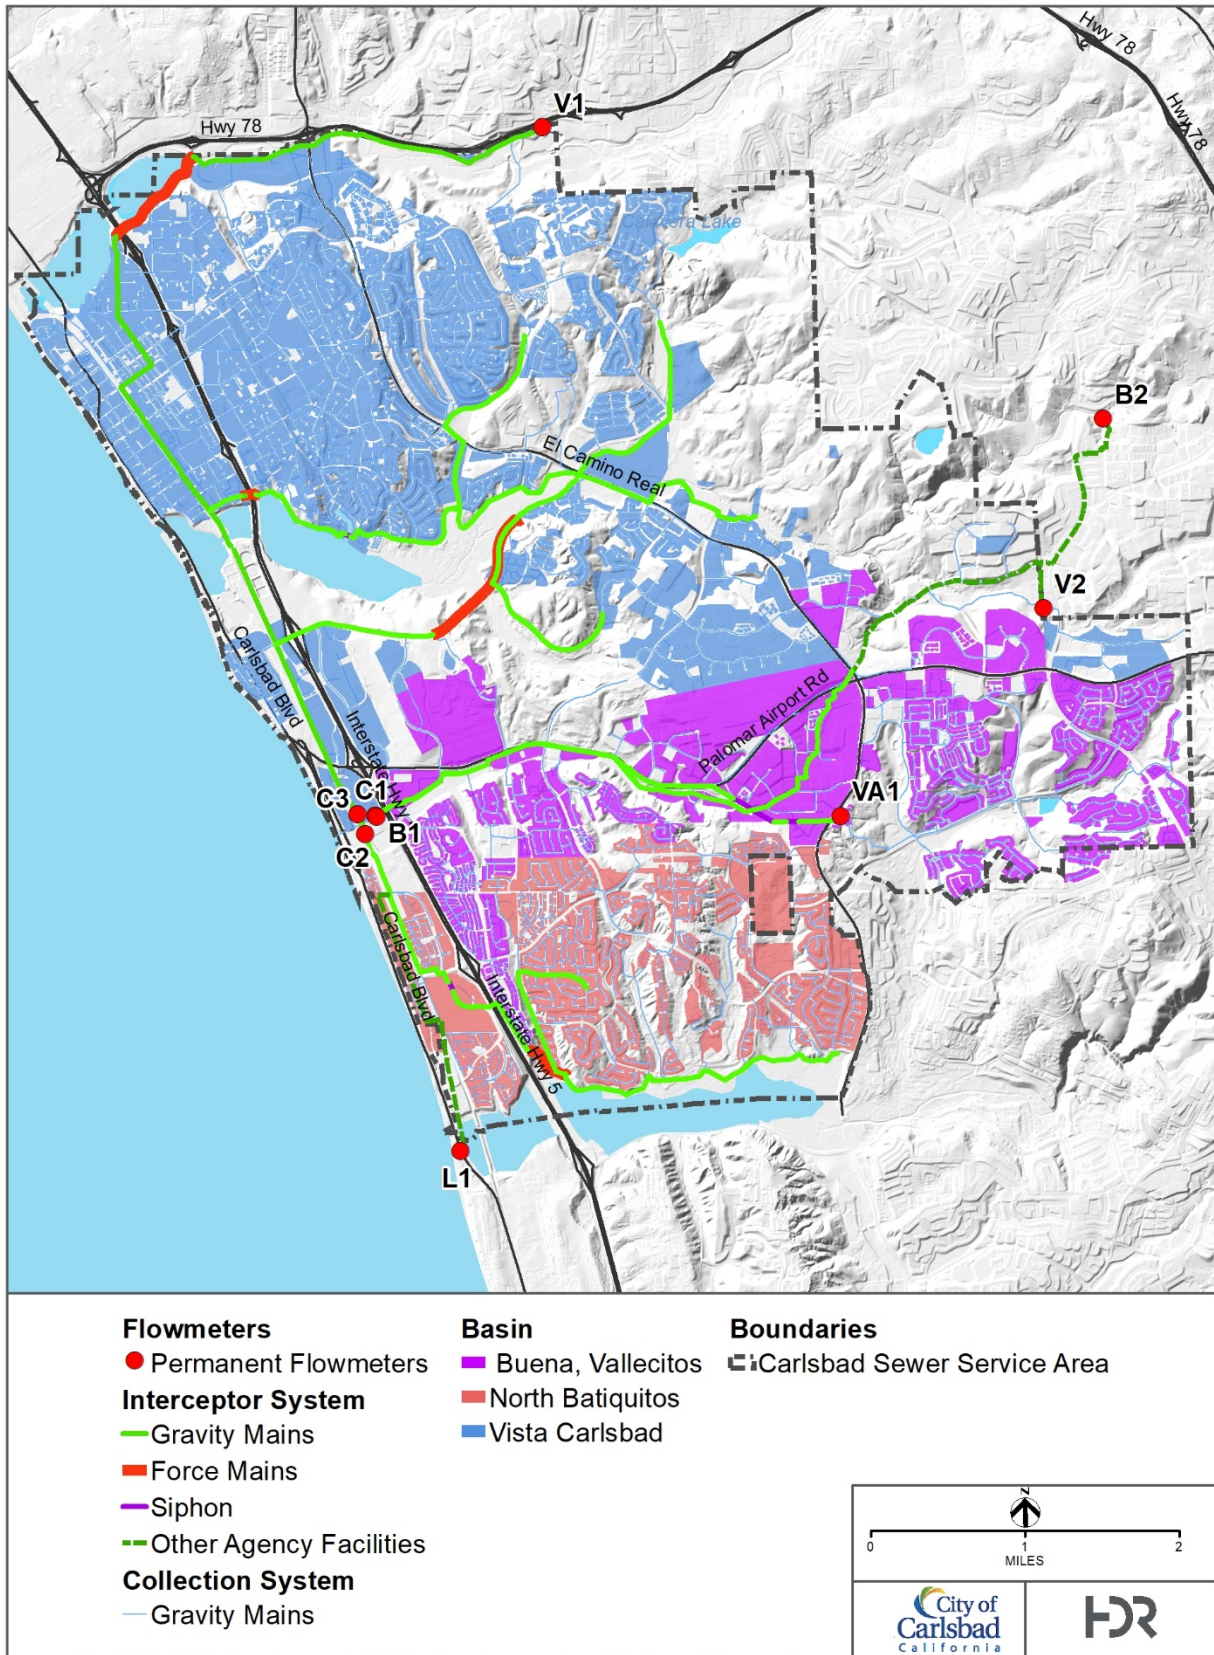 Hwy 78
Hwy 78
Hwy 78
V1
Calavera Lake
B2
El Camino Real
V2
Carlsbad Blvd
Interstate Hwy
Palomar Airport Rd
C3
C1
B1
C2
VA1
Carlsbad Blvd
Interstate Hwy 5
L1
Flowmeters
Permanent Flowmeters
Interceptor System
Gravity Mains
Force Mains
Siphon
Other Agency Facilities
Collection System
Gravity Mains
Basin
Buena, Vallecitos
North Batiquitos
Vista Carlsbad
Boundaries
Carlsbad Sewer Service Area
N
0 1 2
MILES
City of
Carlsbad
California
HDR